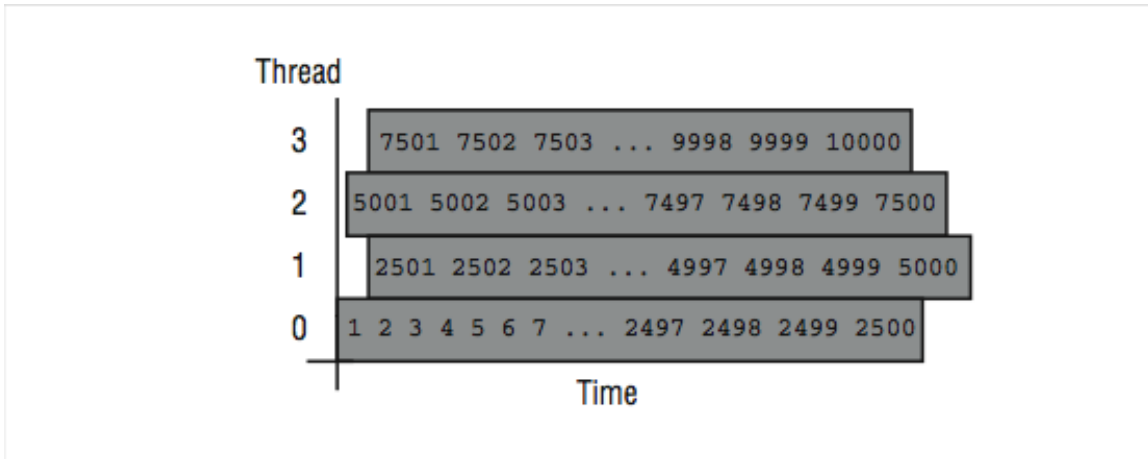 Thread
3 7501 7502 7503 ... 9998 9999 10000
2 5001 5002 5003 ... 7497 7498 7499 7500
1 2501 2502 2503 ... 4997 4998 4999 5000
0 1 2 3 4 5 6 7 ... 2497 2498 2499 2500
Time